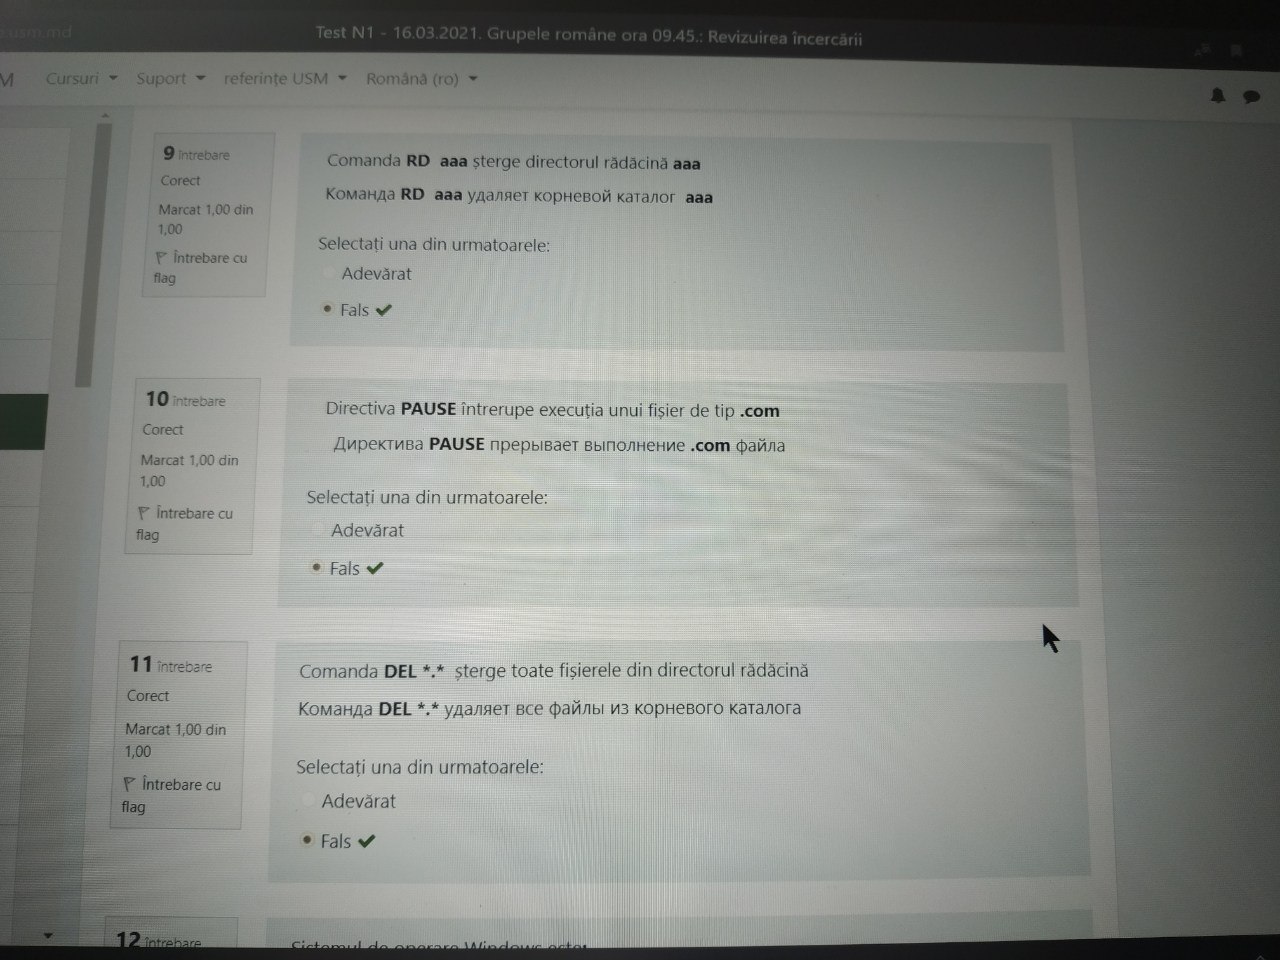 usm.md
Test N1 - 16.03.2021. Grupele române ora 09.45.: Revizuirea încercării
M Cursuri Suport referințe USM Română (ro)
9 întrebare
Corect
Marcat 1,00 din
1,00
Întrebare cu
flag
Comanda RD aaa șterge directorul rădăcină aaa
Команда RD aaa удаляет корневой каталог aaa
Selectați una din urmatoarele:
Adevărat
Fals
10 întrebare
Corect
Marcat 1,00 din
1,00
Întrebare cu
flag
Directiva PAUSE întrerupe execuția unui fișier de tip .com
Директива PAUSE прерывает выполнение .com файла
Selectați una din urmatoarele:
Adevărat
Fals
11 întrebare
Corect
Marcat 1,00 din
1,00
Întrebare cu
flag
Comanda DEL *.* șterge toate fișierele din directorul rădăcină
Команда DEL *.* удаляет все файлы из корневого каталога
Selectați una din urmatoarele:
Adevărat
Fals
12 întrebare
Sistemul de operare Windows este: